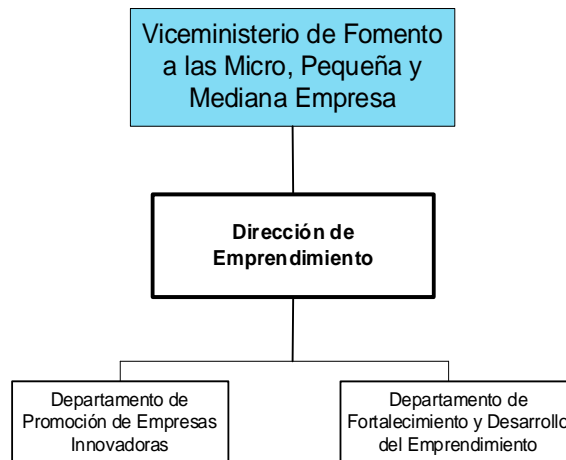 Viceministerio de Fomento
a las Micro, Pequeña y
Mediana Empresa
Dirección de
Emprendimiento
Departamento de
Promoción de Empresas
Innovadoras
Departamento de
Fortalecimiento y Desarrollo
del Emprendimiento